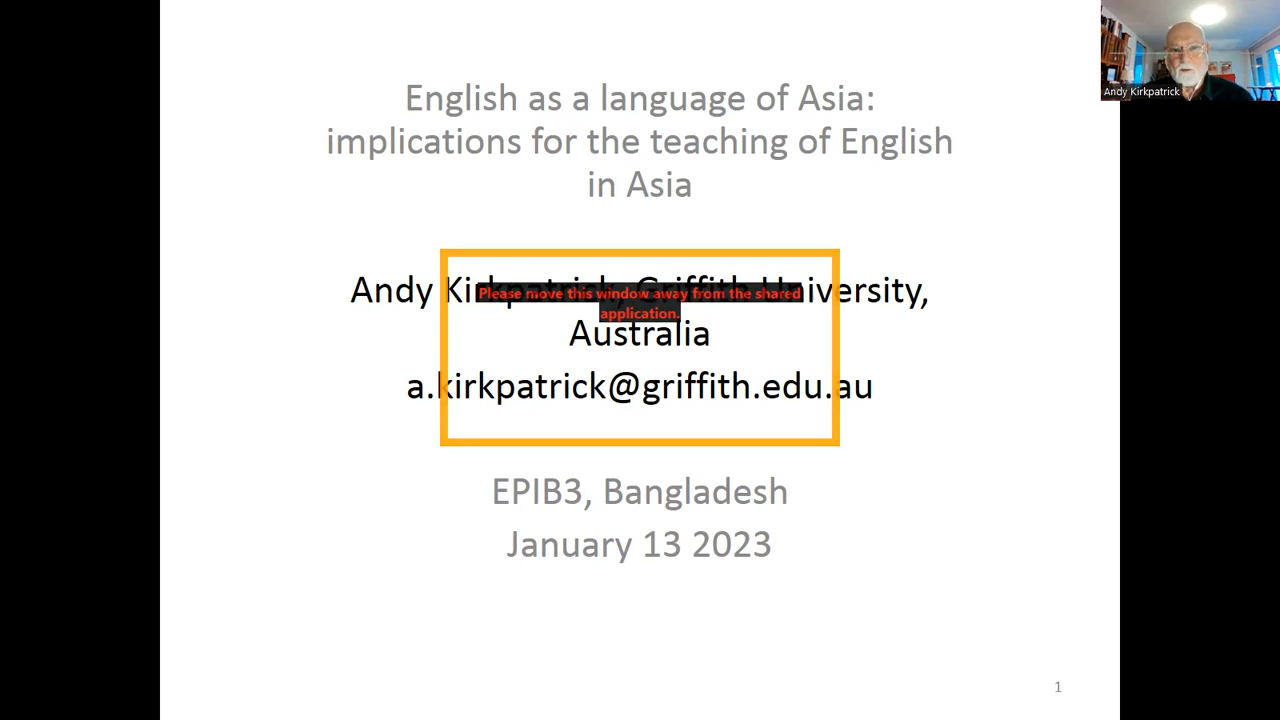 English as a language of Asia:
implications for the teaching of English
in Asia
Andy Kirkpatrick, Griffith University,
Please move this window away from the shared
application.
Australia
a.kirkpatrick@griffith.edu.au
EPIB3, Bangladesh
January 13 2023
1
Andy Kirkpatrick